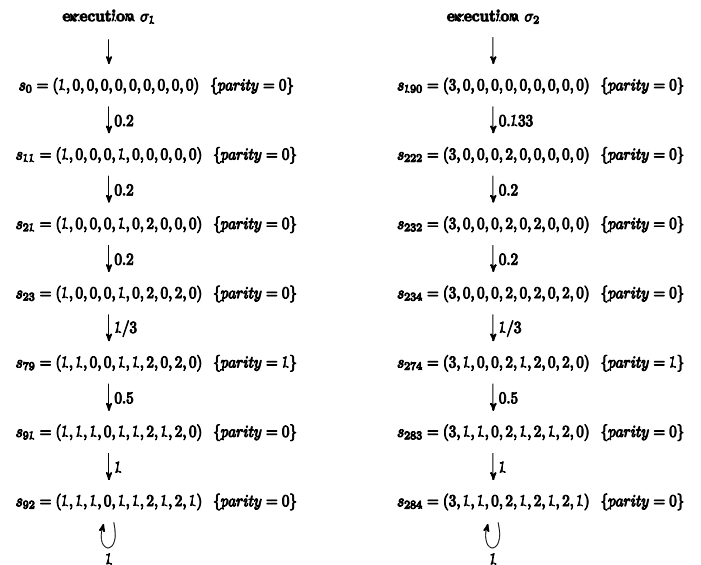 execution σ₁
s₀ = (1, 0, 0, 0, 0, 0, 0, 0, 0, 0) {parity = 0}
0.2
s₁₁ = (1, 0, 0, 0, 1, 0, 0, 0, 0, 0) {parity = 0}
0.2
s₂₁ = (1, 0, 0, 0, 1, 0, 2, 0, 0, 0) {parity = 0}
0.2
s₂₃ = (1, 0, 0, 0, 1, 0, 2, 0, 2, 0) {parity = 0}
1/3
s₇₉ = (1, 1, 0, 0, 1, 1, 2, 0, 2, 0) {parity = 1}
0.5
s₉₁ = (1, 1, 1, 0, 1, 1, 2, 1, 2, 0) {parity = 0}
1
s₉₂ = (1, 1, 1, 0, 1, 1, 2, 1, 2, 1) {parity = 0}
1
execution σ₂
s₁₉₀ = (3, 0, 0, 0, 0, 0, 0, 0, 0, 0) {parity = 0}
0.133
s₂₂₂ = (3, 0, 0, 0, 2, 0, 0, 0, 0, 0) {parity = 0}
0.2
s₂₃₂ = (3, 0, 0, 0, 2, 0, 2, 0, 0, 0) {parity = 0}
0.2
s₂₃₄ = (3, 0, 0, 0, 2, 0, 2, 0, 2, 0) {parity = 0}
1/3
s₂₇₄ = (3, 1, 0, 0, 2, 1, 2, 0, 2, 0) {parity = 1}
0.5
s₂₈₃ = (3, 1, 1, 0, 2, 1, 2, 1, 2, 0) {parity = 0}
1
s₂₈₄ = (3, 1, 1, 0, 2, 1, 2, 1, 2, 1) {parity = 0}
1